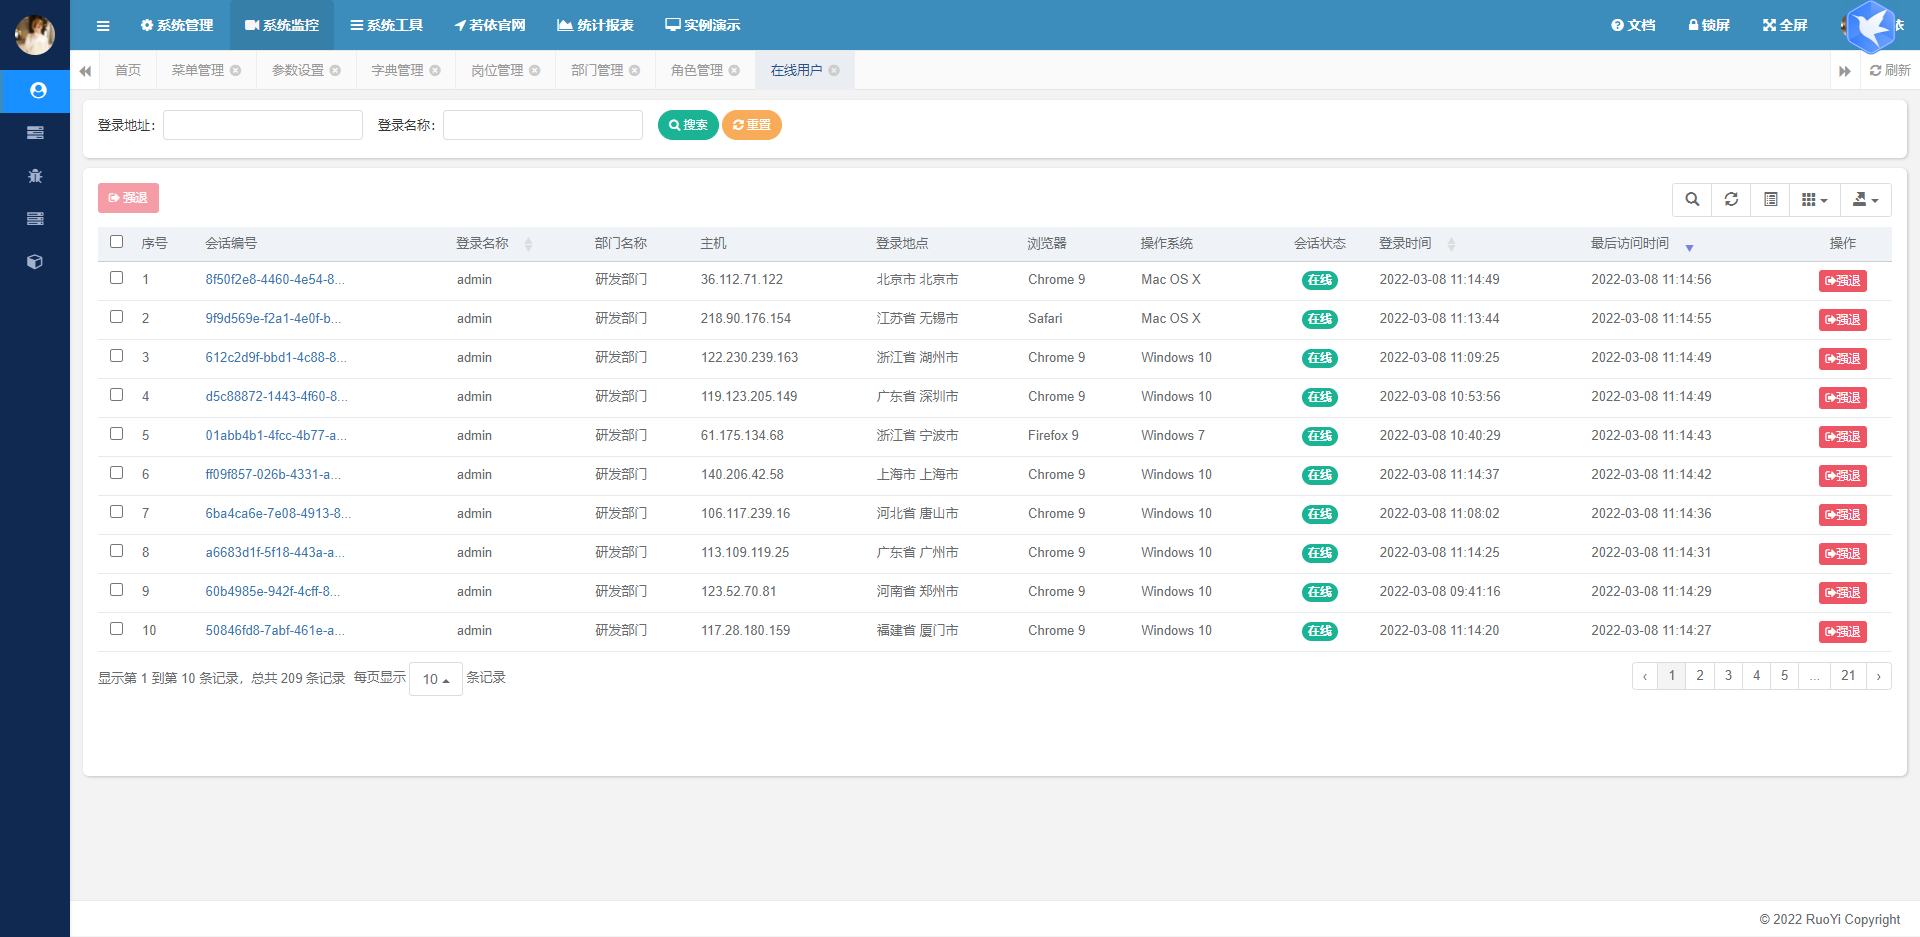 系统管理 系统监控 系统工具 若依官网 统计报表 实例演示 文档 锁屏 全屏 依
首页 菜单管理 参数设置 字典管理 岗位管理 部门管理 角色管理 在线用户 刷新
登录地址： 登录名称： 搜索 重置
强退
序号 会话编号 登录名称 部门名称 主机 登录地点 浏览器 操作系统 会话状态 登录时间 最后访问时间 操作
1 8f50f2e8-4460-4e54-8... admin 研发部门 36.112.71.122 北京市 北京市 Chrome 9 Mac OS X 在线 2022-03-08 11:14:49 2022-03-08 11:14:56 强退
2 9f9d569e-f2a1-4e0f-b... admin 研发部门 218.90.176.154 江苏省 无锡市 Safari Mac OS X 在线 2022-03-08 11:13:44 2022-03-08 11:14:55 强退
3 612c2d9f-bbd1-4c88-8... admin 研发部门 122.230.239.163 浙江省 湖州市 Chrome 9 Windows 10 在线 2022-03-08 11:09:25 2022-03-08 11:14:49 强退
4 d5c88872-1443-4f60-8... admin 研发部门 119.123.205.149 广东省 深圳市 Chrome 9 Windows 10 在线 2022-03-08 10:53:56 2022-03-08 11:14:49 强退
5 01abb4b1-4fcc-4b77-a... admin 研发部门 61.175.134.68 浙江省 宁波市 Firefox 9 Windows 7 在线 2022-03-08 10:40:29 2022-03-08 11:14:43 强退
6 ff09f857-026b-4331-a... admin 研发部门 140.206.42.58 上海市 上海市 Chrome 9 Windows 10 在线 2022-03-08 11:14:37 2022-03-08 11:14:42 强退
7 6ba4ca6e-7e08-4913-8... admin 研发部门 106.117.239.16 河北省 唐山市 Chrome 9 Windows 10 在线 2022-03-08 11:08:02 2022-03-08 11:14:36 强退
8 a6683d1f-5f18-443a-a... admin 研发部门 113.109.119.25 广东省 广州市 Chrome 9 Windows 10 在线 2022-03-08 11:14:25 2022-03-08 11:14:31 强退
9 60b4985e-942f-4cff-8... admin 研发部门 123.52.70.81 河南省 郑州市 Chrome 9 Windows 10 在线 2022-03-08 09:41:16 2022-03-08 11:14:29 强退
10 50846fd8-7abf-461e-a... admin 研发部门 117.28.180.159 福建省 厦门市 Chrome 9 Windows 10 在线 2022-03-08 11:14:20 2022-03-08 11:14:27 强退
显示第 1 到第 10 条记录，总共 209 条记录 每页显示 10 条记录 ‹ 1 2 3 4 5 ... 21 ›
© 2022 RuoYi Copyright